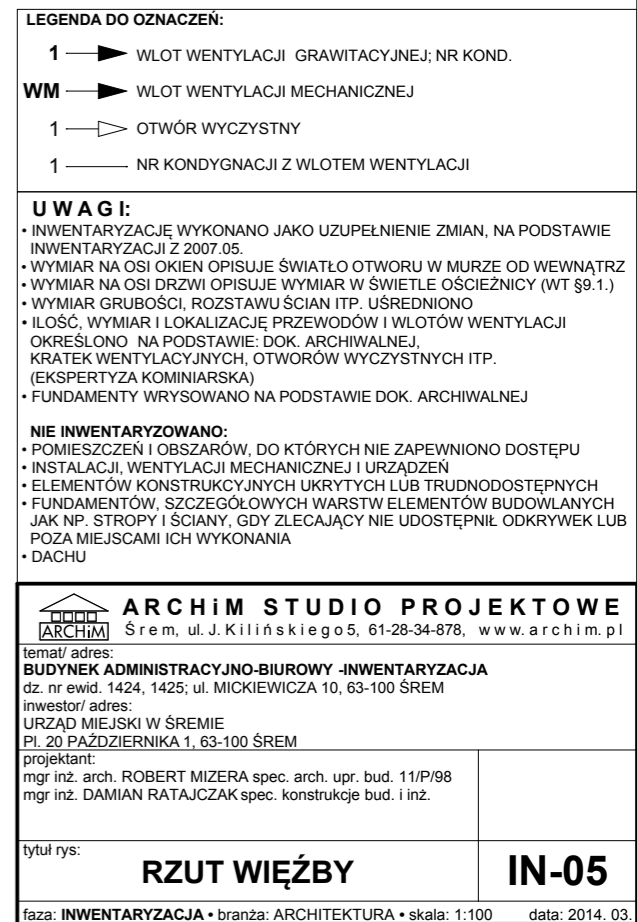 LEGENDA DO OZNACZEŃ:
1 WLOT WENTYLACJI GRAWITACYJNEJ; NR KOND.
WM WLOT WENTYLACJI MECHANICZNEJ
1 OTWÓR WYCZYSTNY
1 NR KONDYGNACJI Z WLOTEM WENTYLACJI
U W A G I:
• INWENTARYZACJĘ WYKONANO JAKO UZUPEŁNIENIE ZMIAN, NA PODSTAWIE
INWENTARYZACJI Z 2007.05.
• WYMIAR NA OSI OKIEN OPISUJE ŚWIATŁO OTWORU W MURZE OD WEWNĄTRZ
• WYMIAR NA OSI DRZWI OPISUJE WYMIAR W ŚWIETLE OŚCIEŻNICY (WT §9.1.)
• WYMIAR GRUBOŚCI, ROZSTAWU ŚCIAN ITP. UŚREDNIONO
• ILOŚĆ, WYMIAR I LOKALIZACJĘ PRZEWODÓW I WLOTÓW WENTYLACJI
OKREŚLONO NA PODSTAWIE: DOK. ARCHIWALNEJ,
KRATEK WENTYLACYJNYCH, OTWORÓW WYCZYSTNYCH ITP.
(EKSPERTYZA KOMINIARSKA)
• FUNDAMENTY WRYSOWANO NA PODSTAWIE DOK. ARCHIWALNEJ
NIE INWENTARYZOWANO:
• POMIESZCZEŃ I OBSZARÓW, DO KTÓRYCH NIE ZAPEWNIONO DOSTĘPU
• INSTALACJI, WENTYLACJI MECHANICZNEJ I URZĄDZEŃ
• ELEMENTÓW KONSTRUKCYJNYCH UKRYTYCH LUB TRUDNODOSTĘPNYCH
• FUNDAMENTÓW, SZCZEGÓŁOWYCH WARSTW ELEMENTÓW BUDOWLANYCH
JAK NP. STROPY I ŚCIANY, GDY ZLECAJĄCY NIE UDOSTĘPNIŁ ODKRYWEK LUB
POZA MIEJSCAMI ICH WYKONANIA
• DACHU
ARCHiM
ARCHiM STUDIO PROJEKTOWE
Śrem, ul. J. Kilińskiego 5, 61-28-34-878, www.archim.pl
temat/ adres:
BUDYNEK ADMINISTRACYJNO-BIUROWY -INWENTARYZACJA
dz. nr ewid. 1424, 1425; ul. MICKIEWICZA 10, 63-100 ŚREM
inwestor/ adres:
URZĄD MIEJSKI W ŚREMIE
Pl. 20 PAŹDZIERNIKA 1, 63-100 ŚREM
projektant:
mgr inż. arch. ROBERT MIZERA spec. arch. upr. bud. 11/P/98
mgr inż. DAMIAN RATAJCZAK spec. konstrukcje bud. i inż.
tytuł rys:
RZUT WIĘŹBY IN-05
faza: INWENTARYZACJA • branża: ARCHITEKTURA • skala: 1:100 data: 2014. 03.